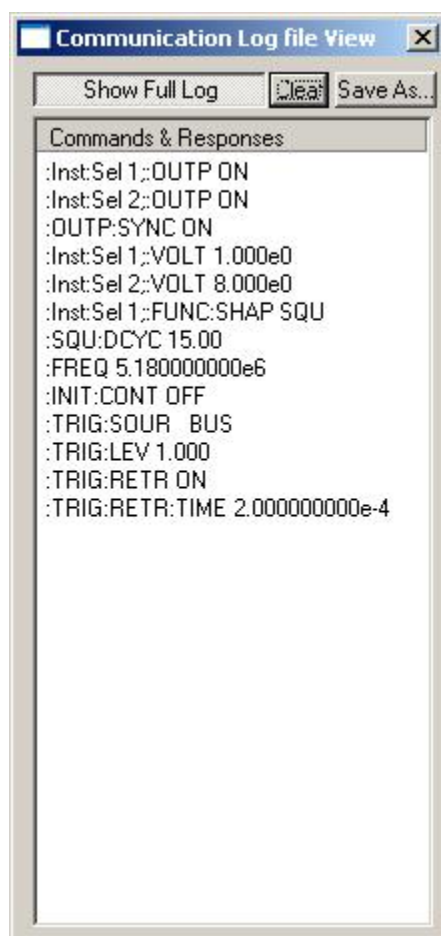 Communication Log file View
Show Full Log Clear Save As...
Commands & Responses
:Inst:Sel 1;:OUTP ON
:Inst:Sel 2;:OUTP ON
:OUTP:SYNC ON
:Inst:Sel 1;:VOLT 1.000e0
:Inst:Sel 2;:VOLT 8.000e0
:Inst:Sel 1;:FUNC:SHAP SQU
:SQU:DCYC 15.00
:FREQ 5.180000000e6
:INIT:CONT OFF
:TRIG:SOUR   BUS
:TRIG:LEV 1.000
:TRIG:RETR ON
:TRIG:RETR:TIME 2.000000000e-4